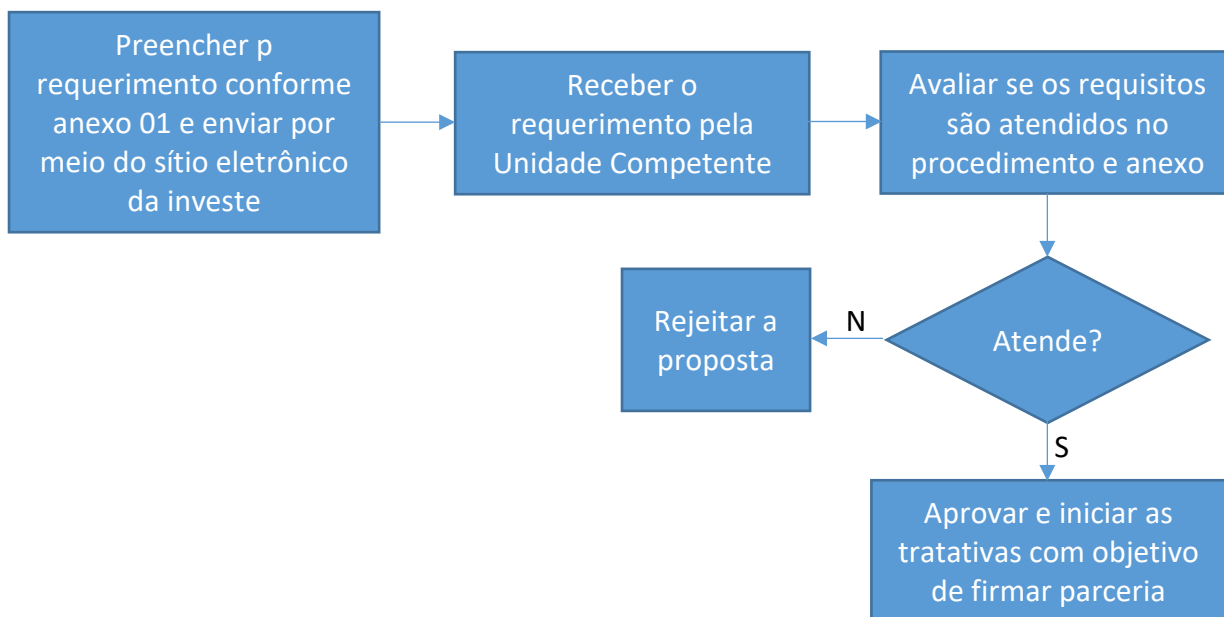 Preencher p
requerimento conforme
anexo 01 e enviar por
meio do sítio eletrônico
da investe
Receber o
requerimento pela
Unidade Competente
Avaliar se os requisitos
são atendidos no
procedimento e anexo
Atende?
N
Rejeitar a
proposta
S
Aprovar e iniciar as
tratativas com objetivo
de firmar parceria